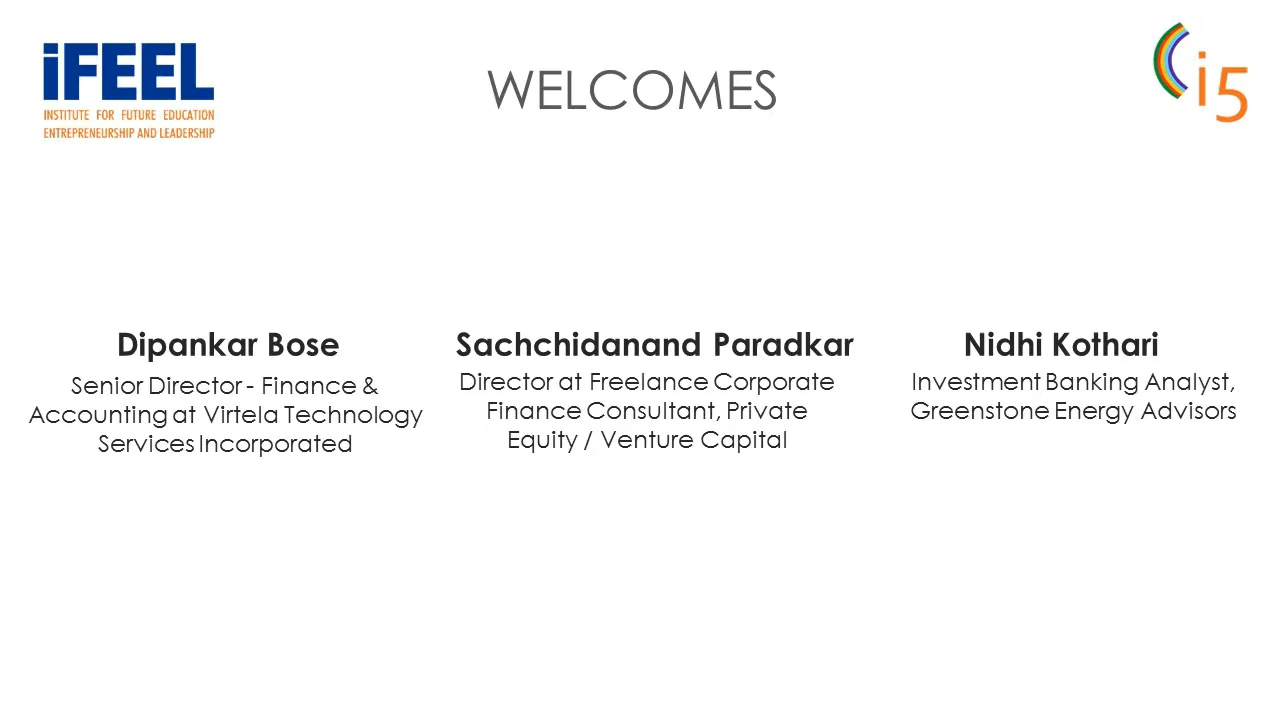 iFEEL
INSTITUTE FOR FUTURE EDUCATION
ENTREPRENEURSHIP AND LEADERSHIP
WELCOMES
i5
Dipankar Bose
Senior Director - Finance &
Accounting at Virtela Technology
Services Incorporated
Sachchidanand Paradkar
Director at Freelance Corporate
Finance Consultant, Private
Equity / Venture Capital
Nidhi Kothari
Investment Banking Analyst,
Greenstone Energy Advisors